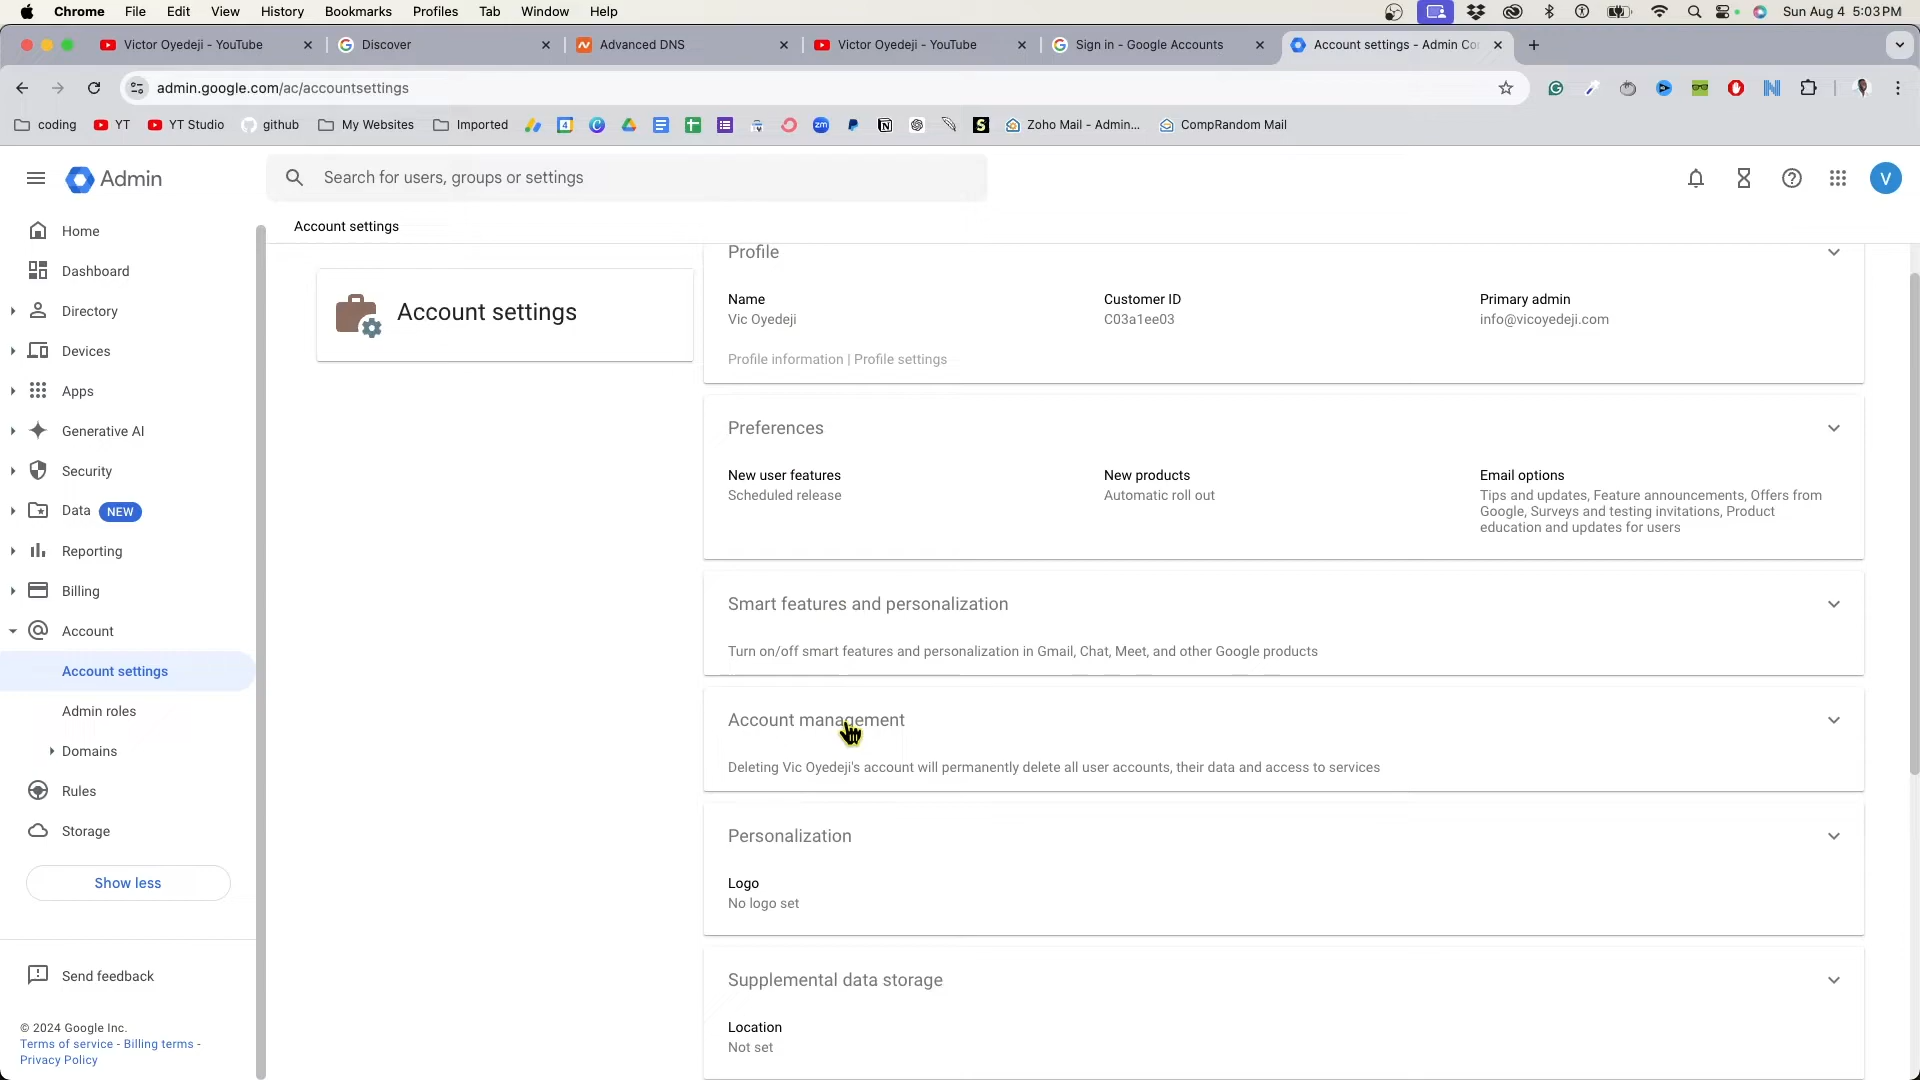 Chrome File Edit View History Bookmarks Profiles Tab Window Help Sun Aug 4 5:03 PM
Victor Oyedeji - YouTube Discover Advanced DNS Victor Oyedeji - YouTube Sign in - Google Accounts Account settings - Admin Co
admin.google.com/ac/accountsettings
coding YT YT Studio github My Websites Imported Zoho Mail - Admin... CompRandom Mail
Admin
Search for users, groups or settings
V
Home
Dashboard
Directory
Devices
Apps
Generative AI
Security
Data NEW
Reporting
Billing
Account
Account settings
Admin roles
Domains
Rules
Storage
Show less
Send feedback
© 2024 Google Inc.
Terms of service - Billing terms -
Privacy Policy
Account settings
Account settings
Profile
Name
Vic Oyedeji
Customer ID
C03a1ee03
Primary admin
info@vicoyedeji.com
Profile information | Profile settings
Preferences
New user features
Scheduled release
New products
Automatic roll out
Email options
Tips and updates, Feature announcements, Offers from
Google, Surveys and testing invitations, Product
education and updates for users
Smart features and personalization
Turn on/off smart features and personalization in Gmail, Chat, Meet, and other Google products
Account management
Deleting Vic Oyedeji's account will permanently delete all user accounts, their data and access to services
Personalization
Logo
No logo set
Supplemental data storage
Location
Not set